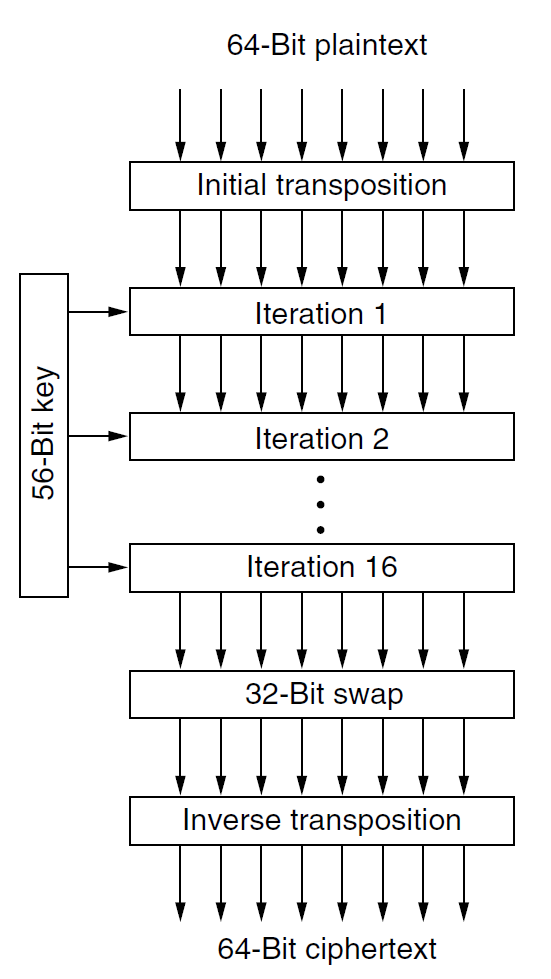 64-Bit plaintext
Initial transposition
56-Bit key
Iteration 1
Iteration 2
Iteration 16
32-Bit swap
Inverse transposition
64-Bit ciphertext